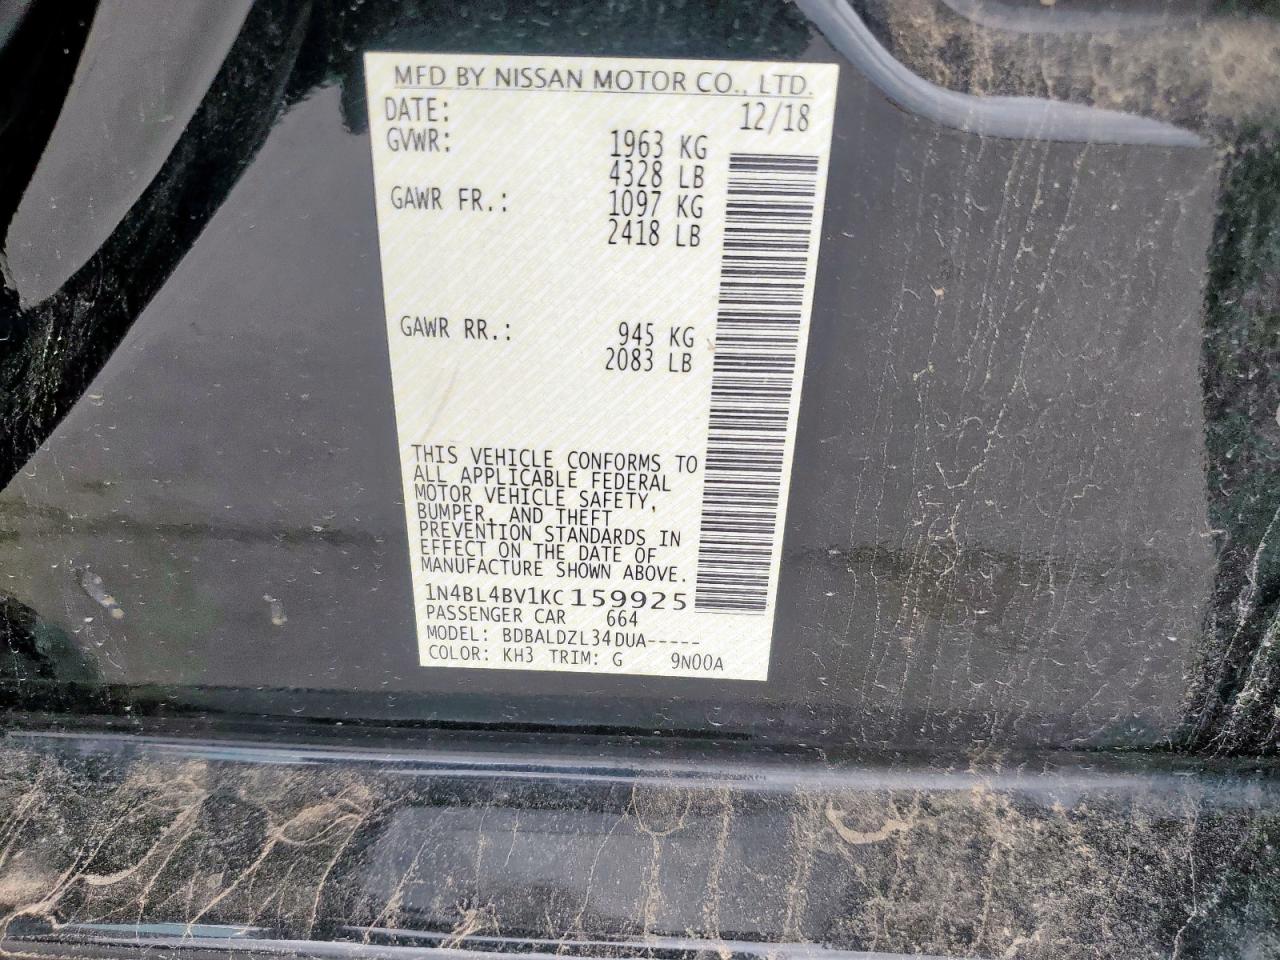 MFD BY NISSAN MOTOR CO., LTD.
DATE: 12/18
GVWR: 1963 KG
4328 LB
GAWR FR.: 1097 KG
2418 LB
GAWR RR.: 945 KG
2083 LB
THIS VEHICLE CONFORMS TO
ALL APPLICABLE FEDERAL
MOTOR VEHICLE SAFETY,
BUMPER, AND THEFT
PREVENTION STANDARDS IN
EFFECT ON THE DATE OF
MANUFACTURE SHOWN ABOVE.
1N4BL4BV1KC159925
PASSENGER CAR 664
MODEL: BDBALDZL34DUA-----
COLOR: KH3 TRIM: G 9N00A